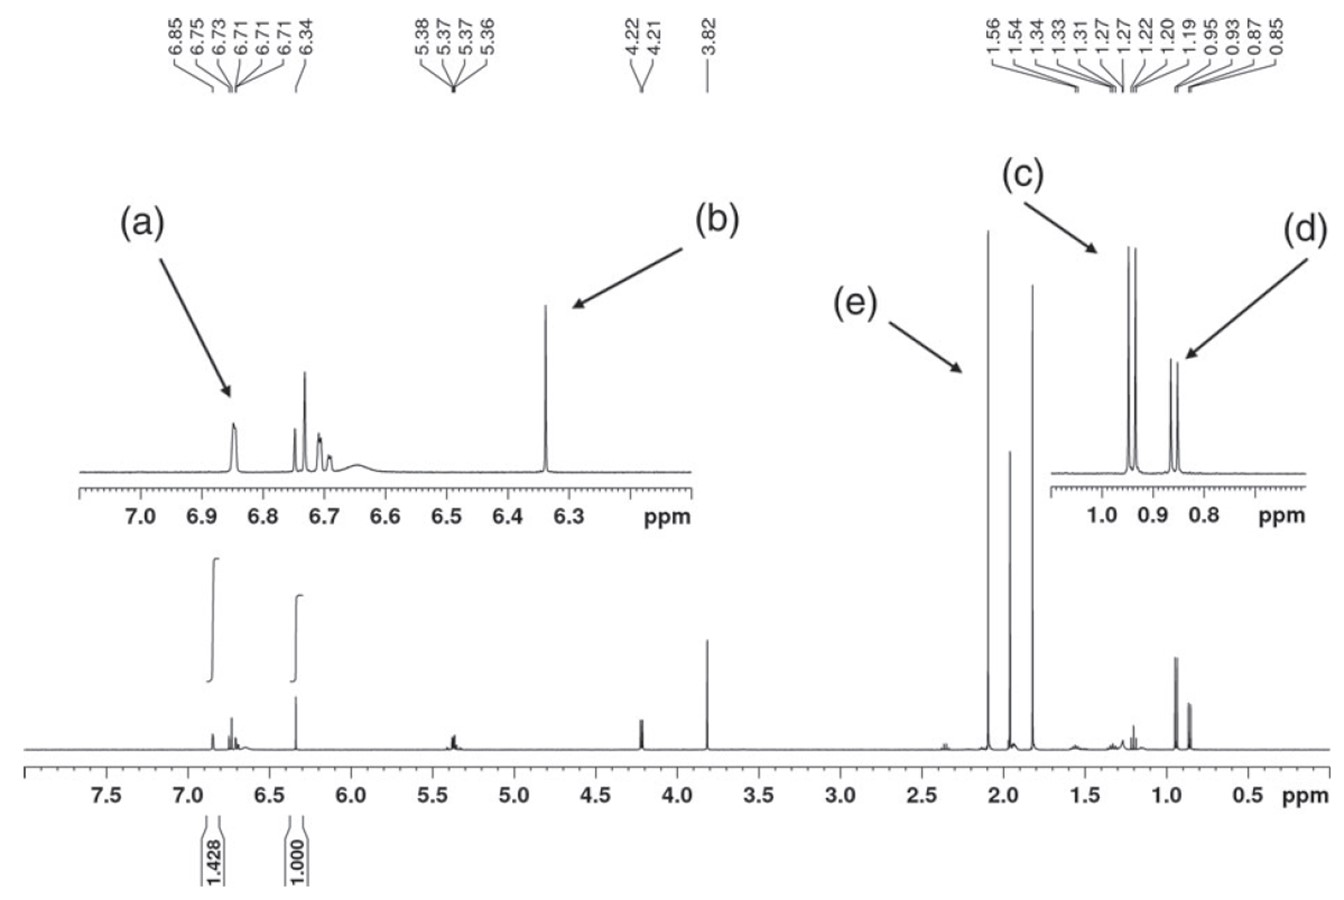 6.85 6.75 6.73 6.71 6.71 6.71 6.34 5.38 5.37 5.37 5.36 4.22 4.21 3.82 1.56 1.54 1.34 1.33 1.31 1.27 1.27 1.22 1.20 1.19 0.95 0.93 0.87 0.85
(c)
(a) (b) (d)
(e)
7.0 6.9 6.8 6.7 6.6 6.5 6.4 6.3 ppm
1.0 0.9 0.8 ppm
7.5 7.0 6.5 6.0 5.5 5.0 4.5 4.0 3.5 3.0 2.5 2.0 1.5 1.0 0.5 ppm
1.428 1.000